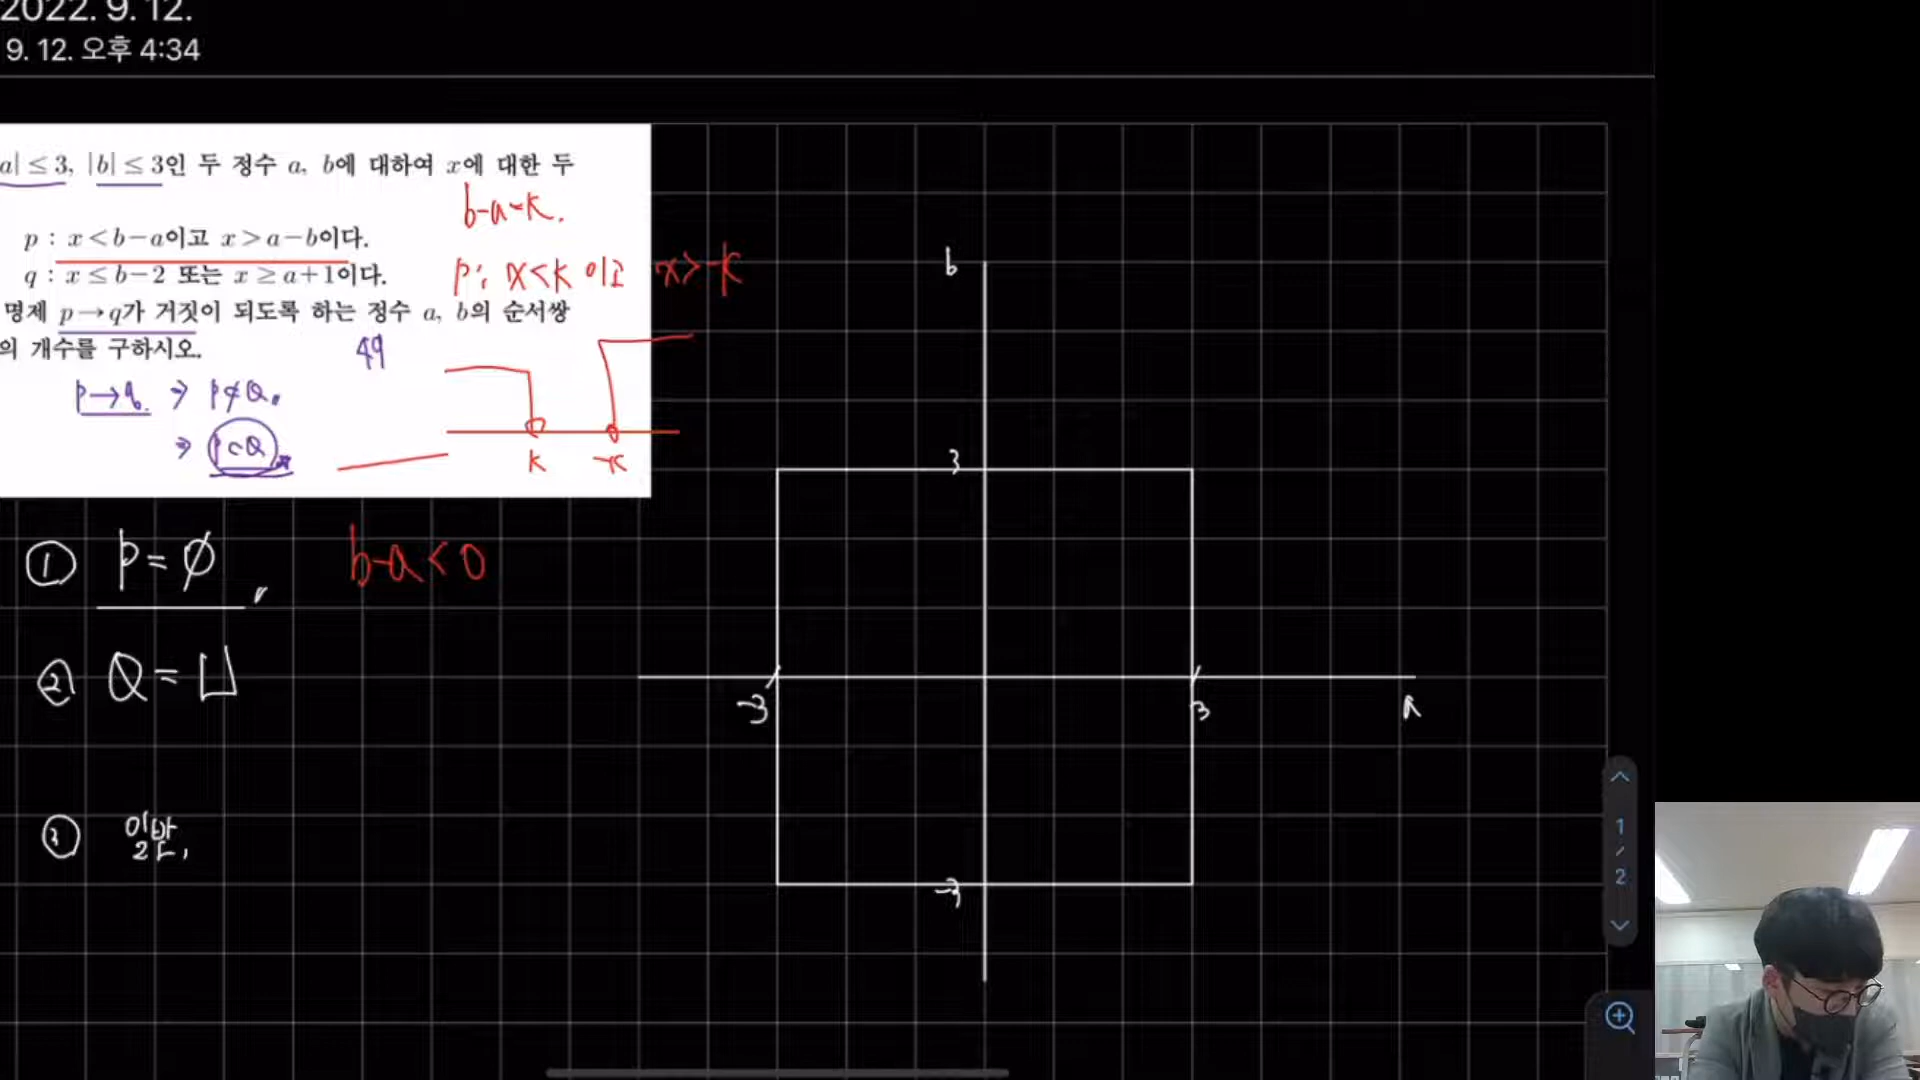 2022. 9. 12.
9. 12. 오후 4:34
a| ≤ 3, |b| ≤ 3인 두 정수 a, b에 대하여 x에 대한 두
b-a=k.
p : x < b-a이고 x > a-b이다.
q : x ≤ b-2 또는 x ≥ a+1이다.
p: x<k 이고 x>-k
명제 p→q가 거짓이 되도록 하는 정수 a, b의 순서쌍
의 개수를 구하시오.
49
p→q. ⇒ P⊄Q.
⇒ P⊂Q
k -k
① P=∅, b-a<0
② Q=U
③ 일반,
b
3
-3 3 a
-3
1
/
2